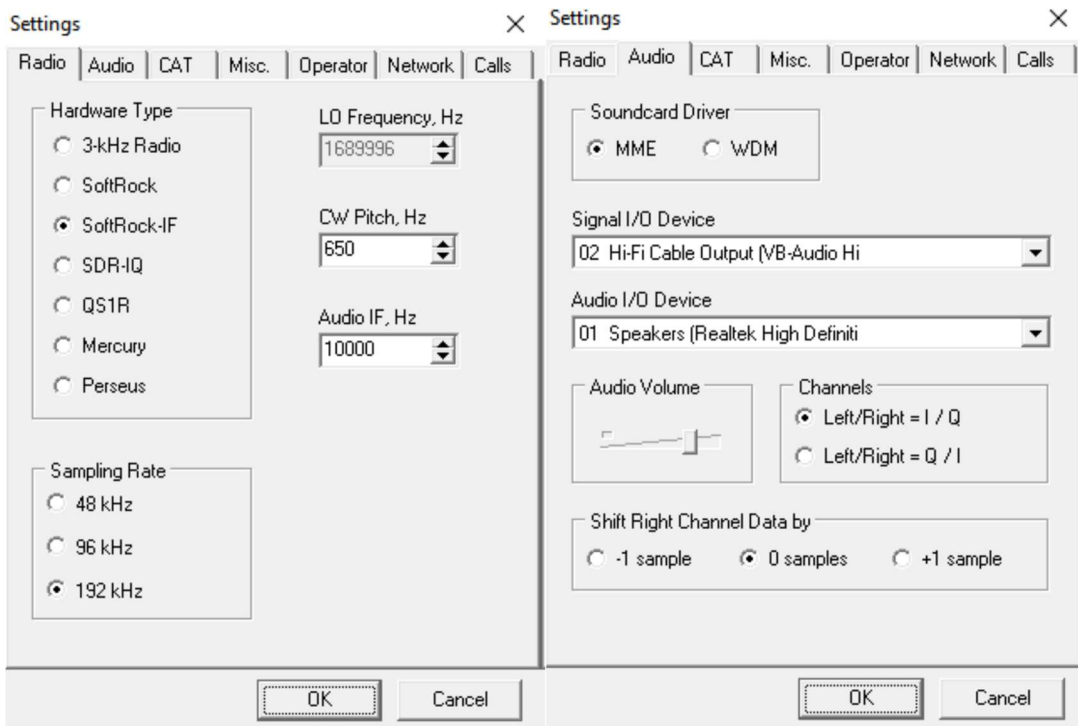 Settings
Radio Audio CAT Misc. Operator Network Calls
Hardware Type
3-kHz Radio
SoftRock
SoftRock-IF
SDR-IQ
QS1R
Mercury
Perseus
LO Frequency, Hz
1689996
CW Pitch, Hz
650
Audio IF, Hz
10000
Sampling Rate
48 kHz
96 kHz
192 kHz
OK Cancel
Settings
Radio Audio CAT Misc. Operator Network Calls
Soundcard Driver
MME WDM
Signal I/O Device
02 Hi-Fi Cable Output (VB-Audio Hi
Audio I/O Device
01 Speakers (Realtek High Definiti
Audio Volume
Channels
Left/Right = I / Q
Left/Right = Q / I
Shift Right Channel Data by
-1 sample 0 samples +1 sample
OK Cancel